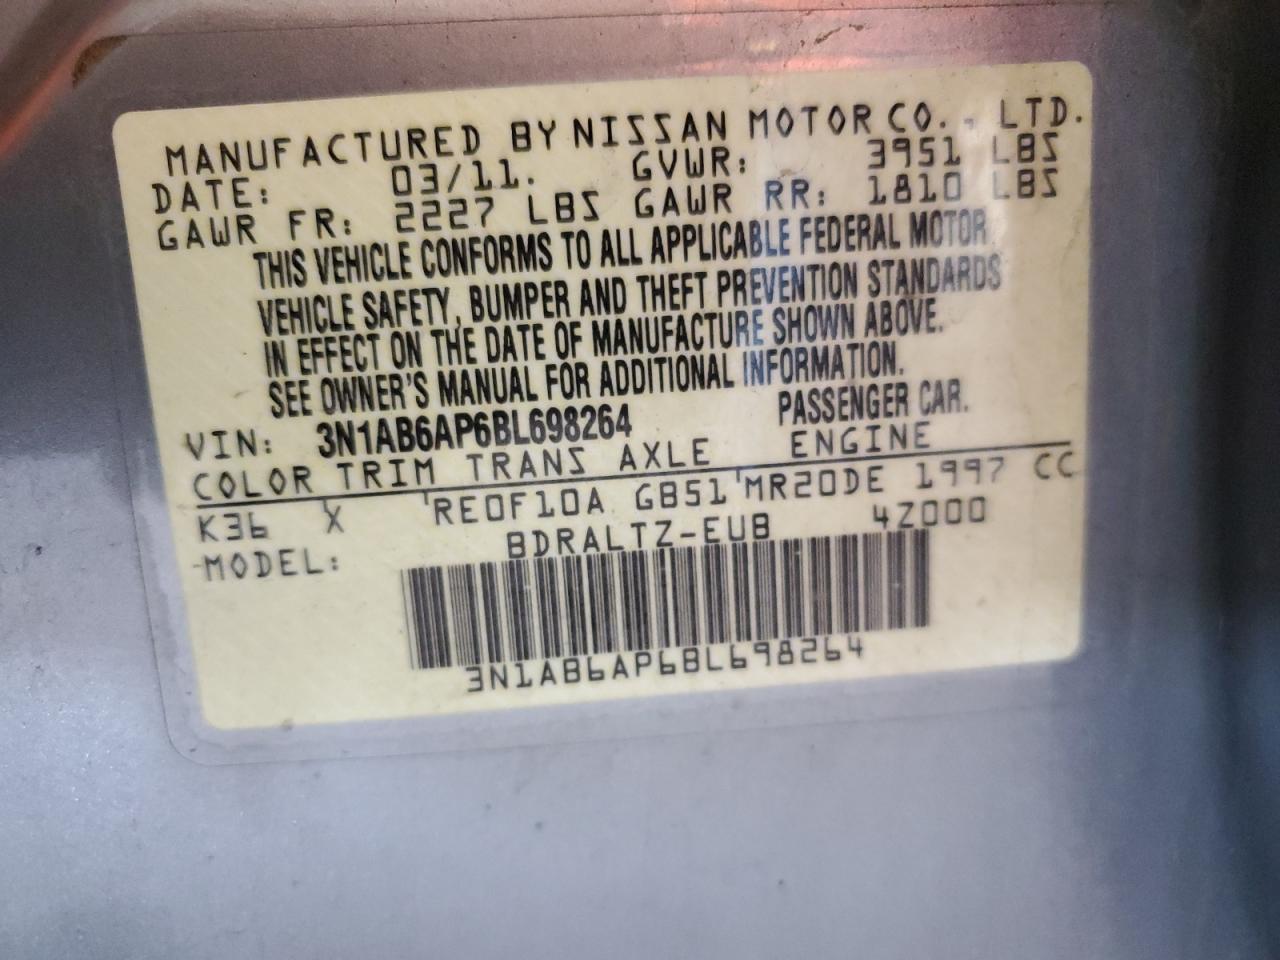 MANUFACTURED BY NISSAN MOTOR CO., LTD.
DATE: 03/11. GVWR: 3951 LBS
GAWR FR: 2227 LBS GAWR RR: 1810 LBS
THIS VEHICLE CONFORMS TO ALL APPLICABLE FEDERAL MOTOR
VEHICLE SAFETY, BUMPER AND THEFT PREVENTION STANDARDS
IN EFFECT ON THE DATE OF MANUFACTURE SHOWN ABOVE.
SEE OWNER'S MANUAL FOR ADDITIONAL INFORMATION.
VIN: 3N1AB6AP6BL698264 PASSENGER CAR.
COLOR TRIM TRANS AXLE ENGINE
K36 X RE0F10A GB51 MR20DE 1997 CC
MODEL: BDRALTZ-EUB 4Z000
3N1AB6AP6BL698264